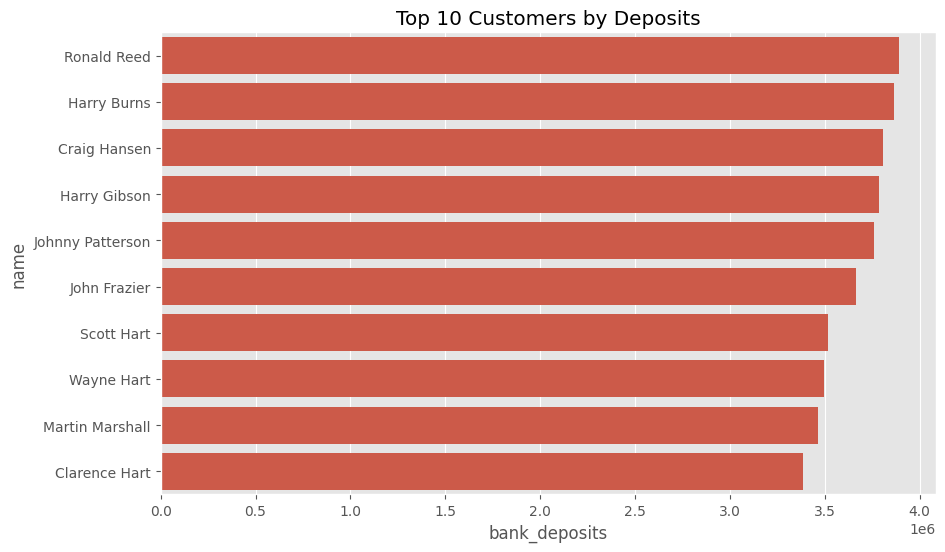 Top 10 Customers by Deposits
name
Ronald Reed
Harry Burns
Craig Hansen
Harry Gibson
Johnny Patterson
John Frazier
Scott Hart
Wayne Hart
Martin Marshall
Clarence Hart
0.0 0.5 1.0 1.5 2.0 2.5 3.0 3.5 4.0
1e6
bank_deposits